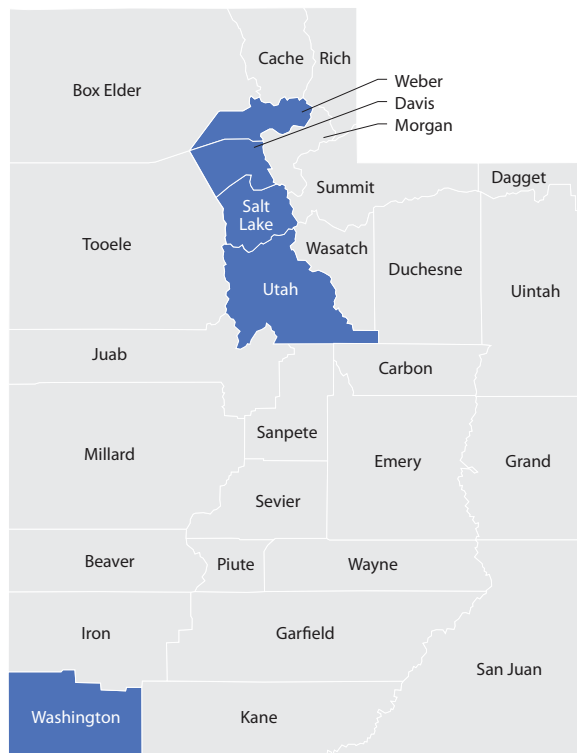 Cache
Rich
Box Elder
Weber
Davis
Morgan
Summit
Dagget
Salt
Lake
Tooele
Wasatch
Duchesne
Uintah
Utah
Juab
Carbon
Sanpete
Millard
Emery
Grand
Sevier
Beaver
Piute
Wayne
Iron
Garfield
San Juan
Washington
Kane